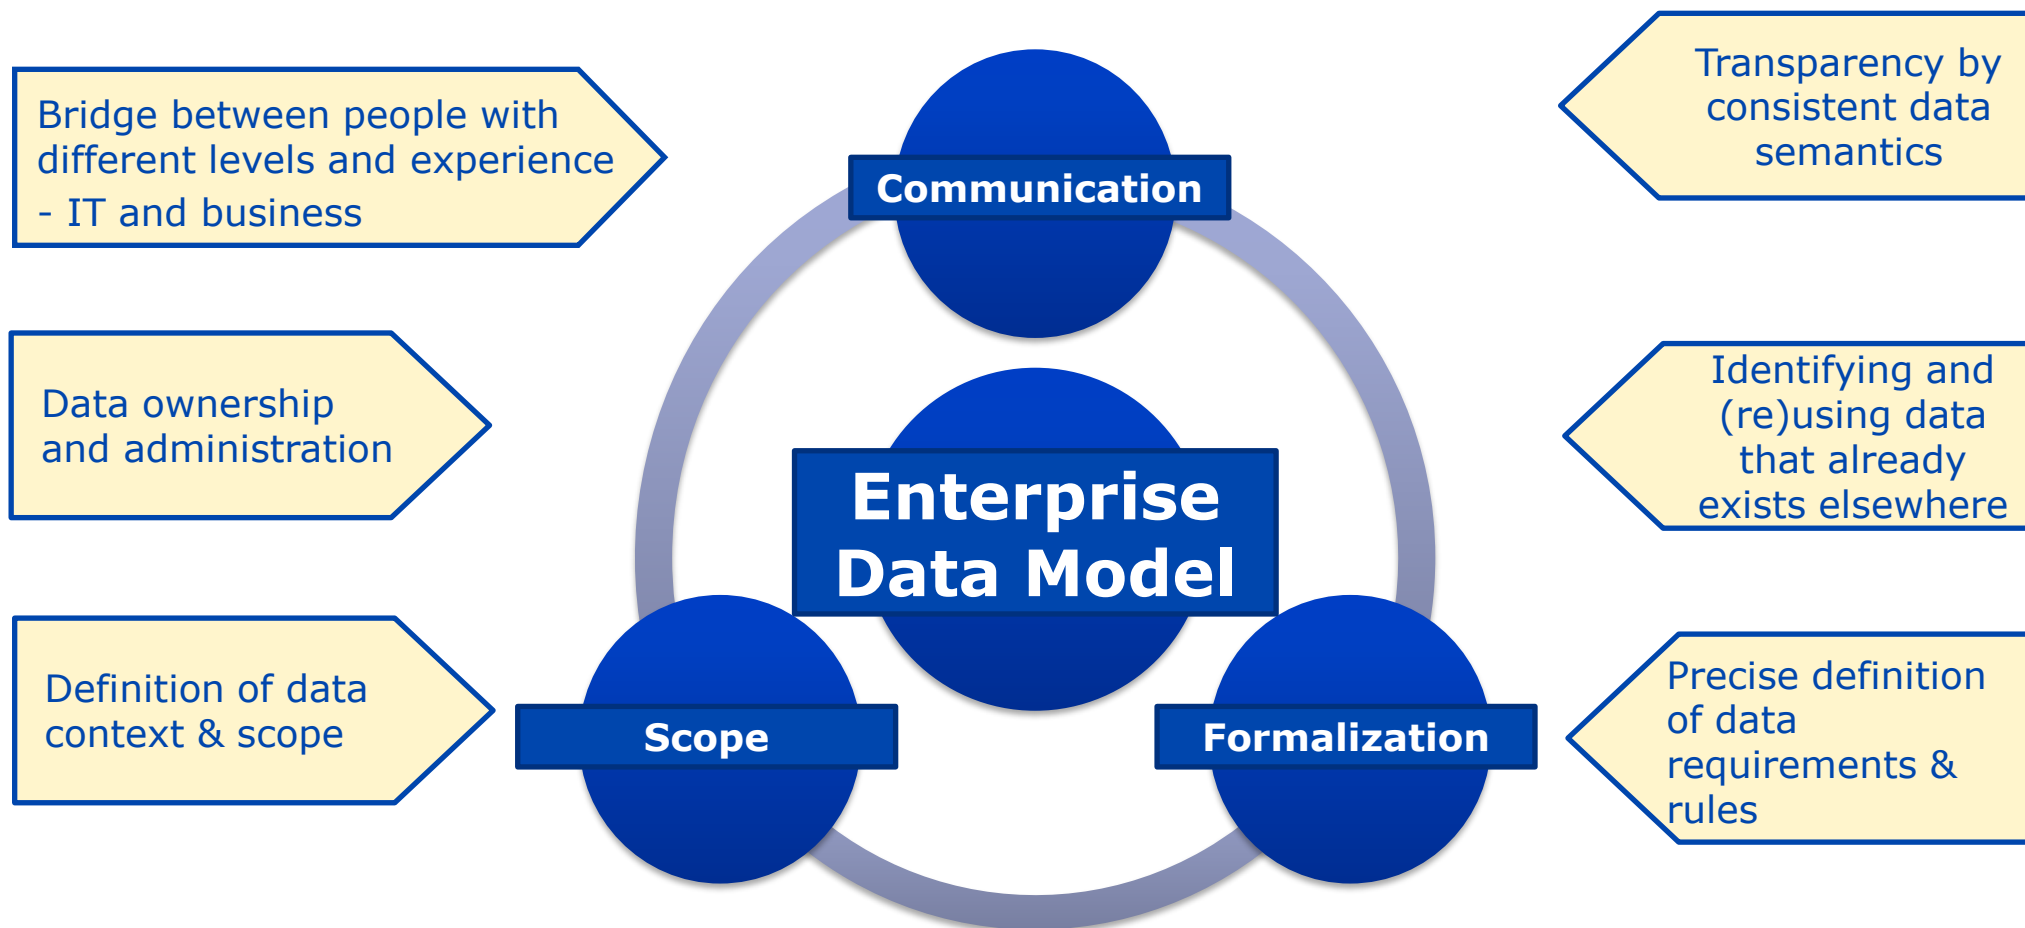 Bridge between people with
different levels and experience
- IT and business
Data ownership
and administration
Definition of data
context & scope
Communication
Enterprise
Data Model
Scope
Formalization
Transparency by
consistent data
semantics
Identifying and
(re)using data
that already
exists elsewhere
Precise definition
of data
requirements &
rules